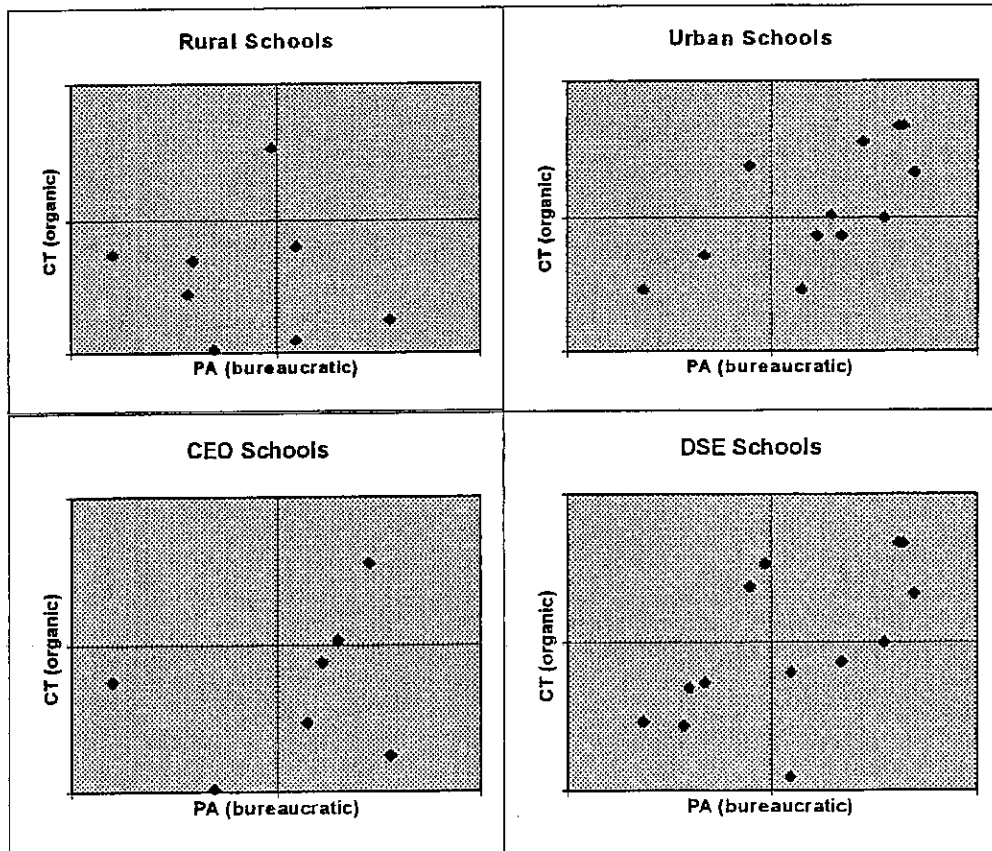 Rural Schools
CT (organic)
PA (bureaucratic)
Urban Schools
CT (organic)
PA (bureaucratic)
CEO Schools
CT (organic)
PA (bureaucratic)
DSE Schools
CT (organic)
PA (bureaucratic)